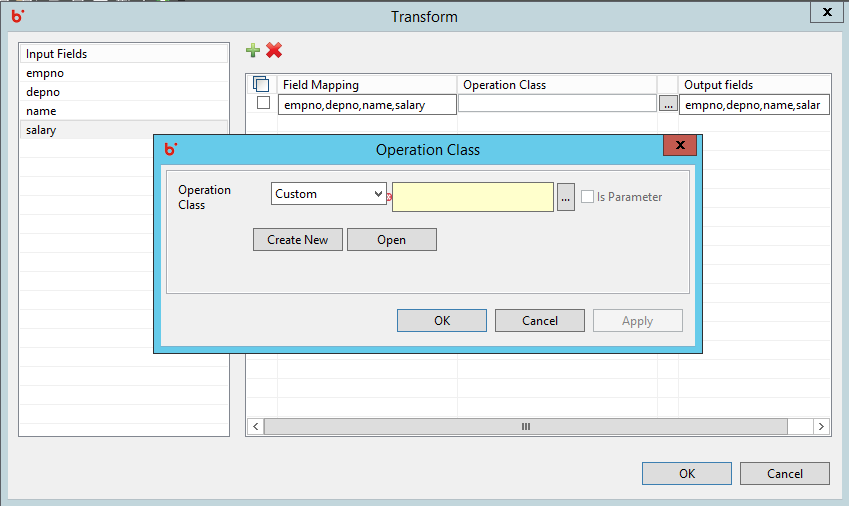 Transform
X
Input Fields
empno
depno
name
salary
Field Mapping
Operation Class
Output fields
empno,depno,name,salary
...
empno,depno,name,salar
Operation Class
X
Operation
Class
Custom
...
Is Parameter
Create New
Open
OK
Cancel
Apply
OK
Cancel